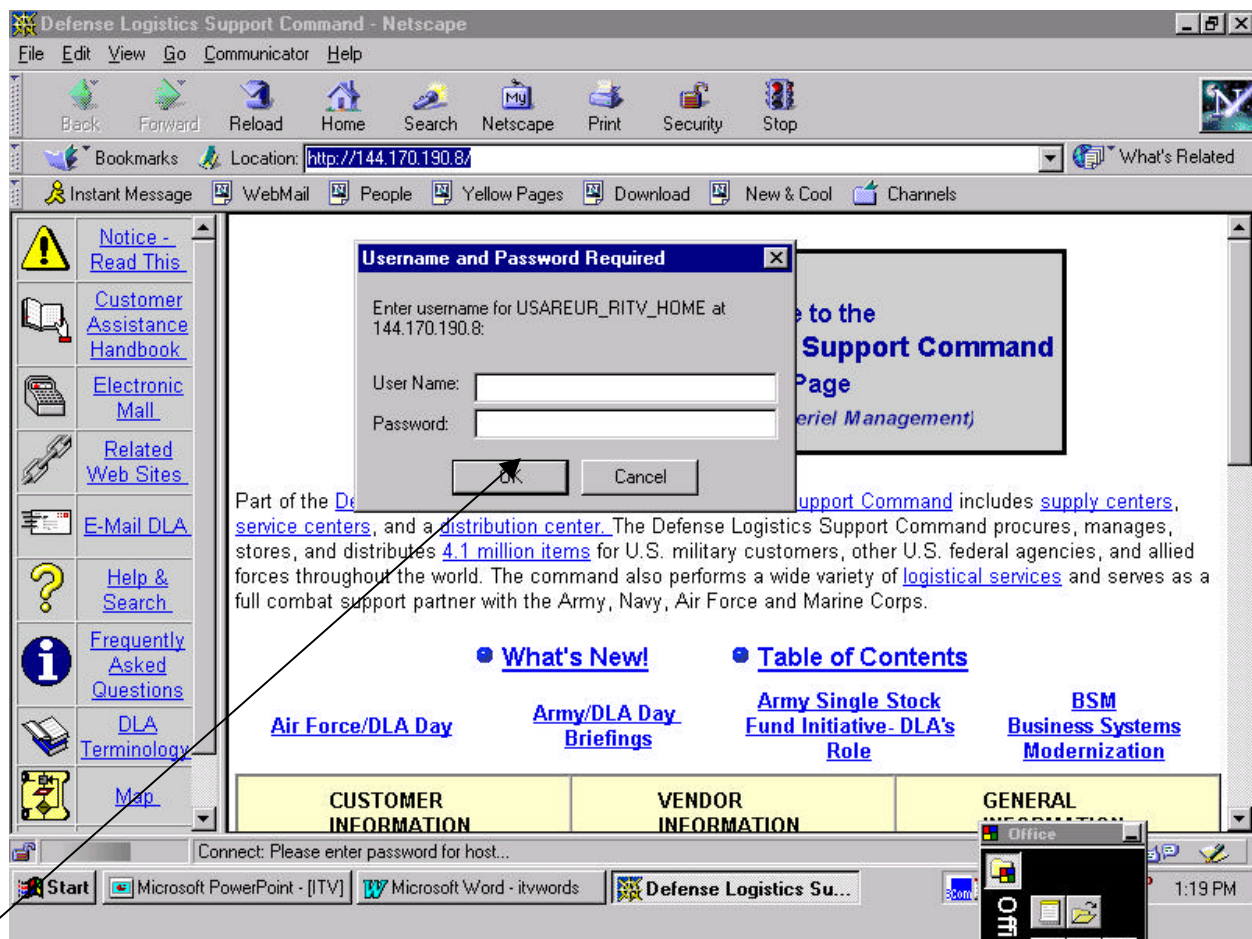 Defense Logistics Support Command - Netscape
File Edit View Go Communicator Help
Back Forward Reload Home Search Netscape Print Security Stop
My
N
Bookmarks Location: http://144.170.190.8/ What's Related
Instant Message WebMail People Yellow Pages Download New & Cool Channels
Notice -
Read This
Customer
Assistance
Handbook
Electronic
Mall
Related
Web Sites
E-Mail DLA
Help &
Search
Frequently
Asked
Questions
DLA
Terminology
Map
Username and Password Required
Enter username for USAREUR_RITV_HOME at
144.170.190.8:
User Name:
Password:
OK Cancel
to the
Support Command
Page
Management)
Part of the Support Command includes supply centers,
service centers, and a distribution center. The Defense Logistics Support Command procures, manages,
stores, and distributes 4.1 million items for U.S. military customers, other U.S. federal agencies, and allied
forces throughout the world. The command also performs a wide variety of logistical services and serves as a
full combat support partner with the Army, Navy, Air Force and Marine Corps.
What's New! Table of Contents
Air Force/DLA Day
Army/DLA Day
Briefings
Army Single Stock
Fund Initiative- DLA's
Role
BSM
Business Systems
Modernization
CUSTOMER
INFORMATION
VENDOR
INFORMATION
GENERAL
Office
Connect: Please enter password for host...
Start Microsoft PowerPoint - [ITV] Microsoft Word - itvwords Defense Logistics Su... 3Com 1:19 PM